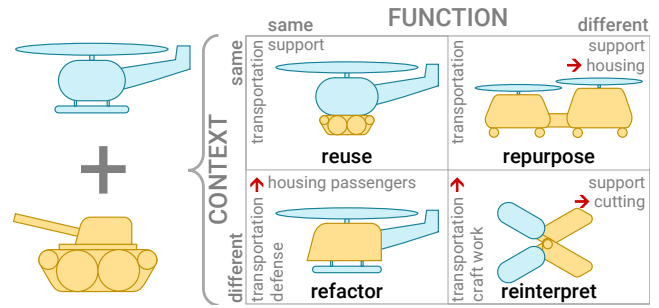 FUNCTION
same
different
CONTEXT
same
transportation
support
reuse
transportation
support
➔ housing
repurpose
different
➔ housing passengers
transportation
defense
refactor
➔
transportation
craft work
support
➔ cutting
reinterpret